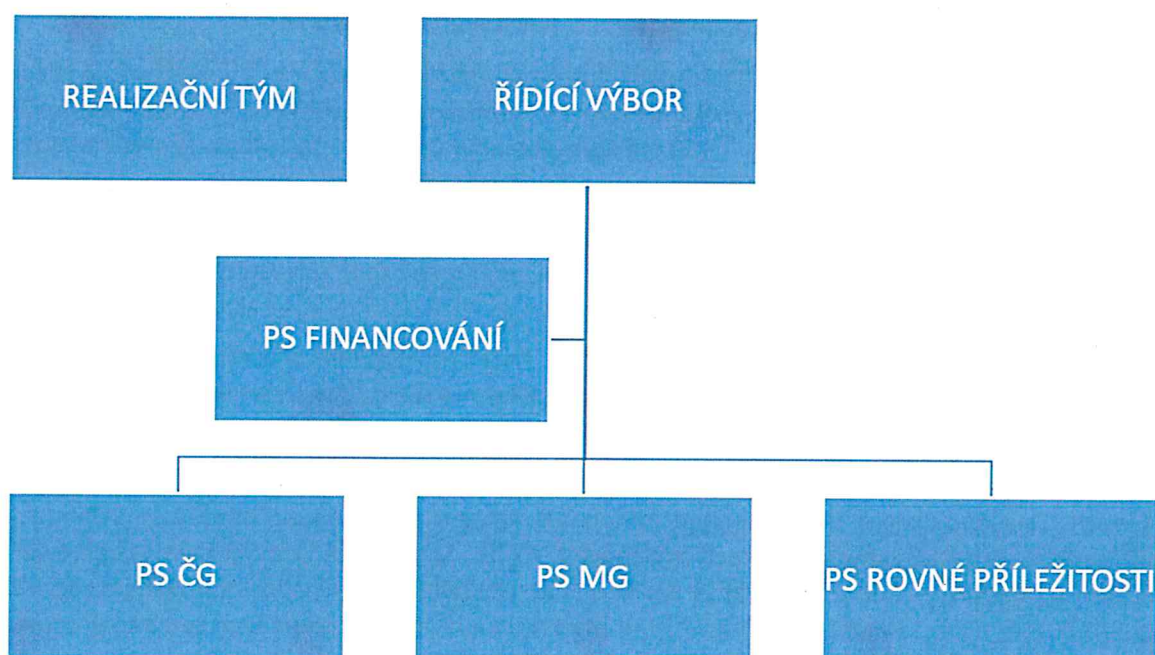 REALIZAČNÍ TÝM
ŘÍDÍCÍ VÝBOR
PS FINANCOVÁNÍ
PS ČG
PS MG
PS ROVNÉ PŘÍLEŽITOSTI